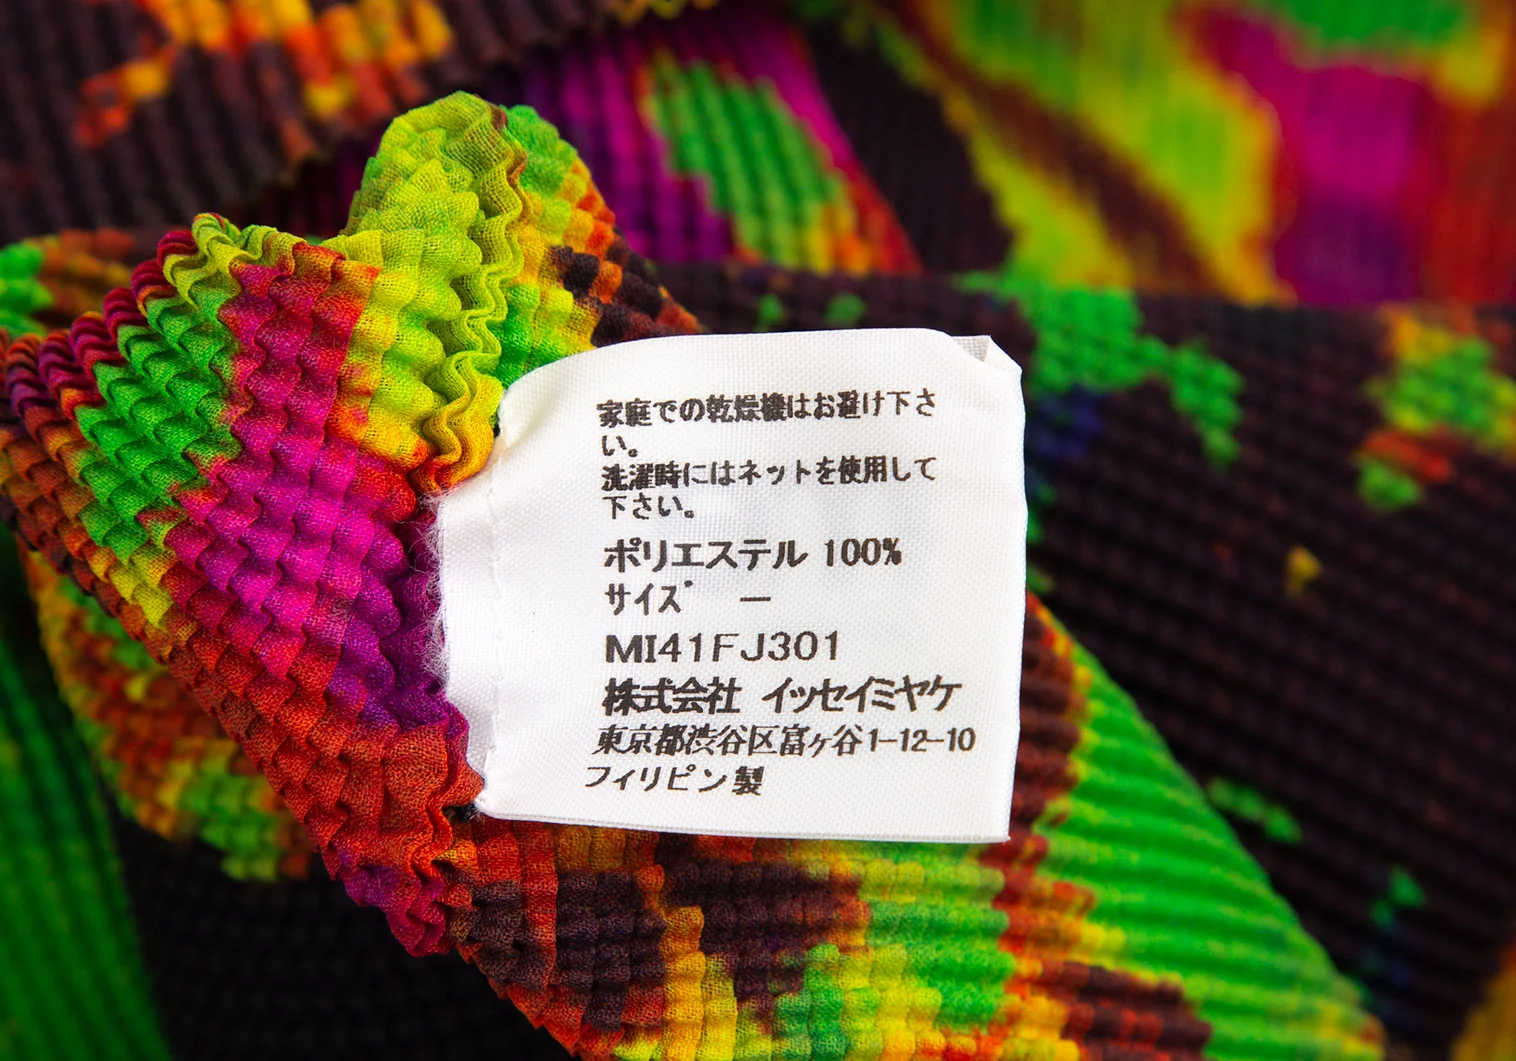 家庭での乾燥機はお避け下さ
い。
洗濯時にはネットを使用して
下さい。
ポリエステル 100%
サイズ ー
MI41FJ301
株式会社 イッセイミヤケ
東京都渋谷区富ヶ谷1-12-10
フィリピン製